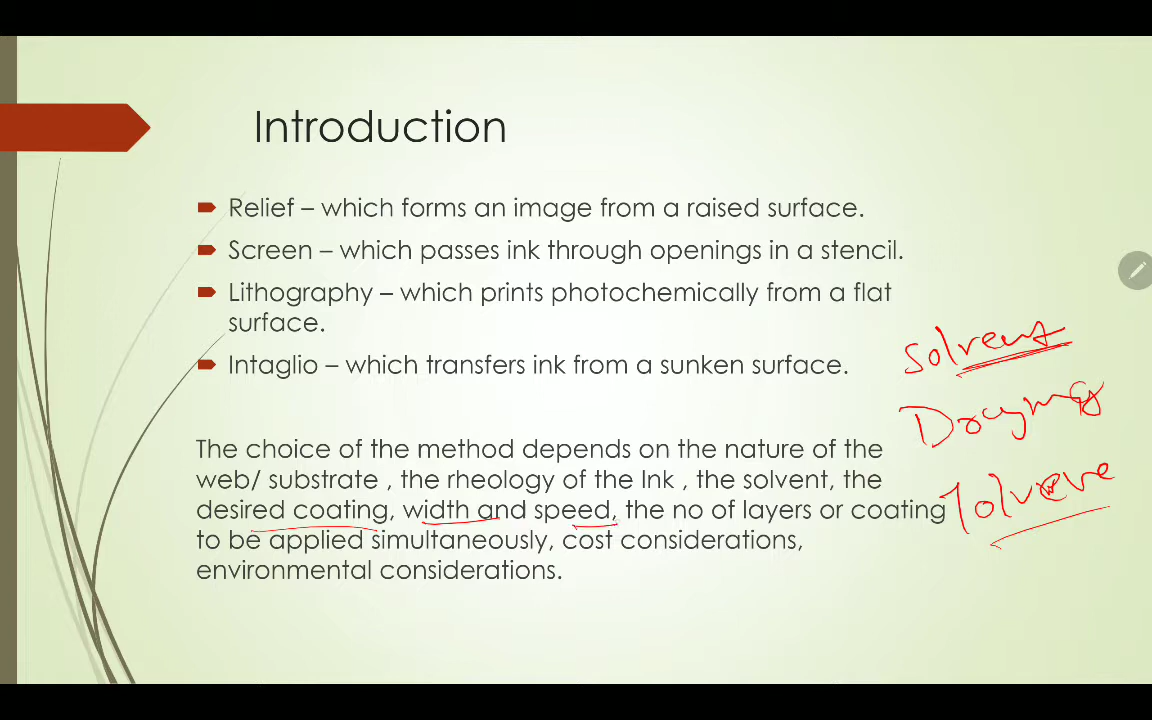 Introduction
Relief – which forms an image from a raised surface.
Screen – which passes ink through openings in a stencil.
Lithography – which prints photochemically from a flat
surface.
Intaglio – which transfers ink from a sunken surface.
Solvent
The choice of the method depends on the nature of the
web/ substrate , the rheology of the Ink , the solvent, the
desired coating, width and speed, the no of layers or coating
to be applied simultaneously, cost considerations,
environmental considerations.